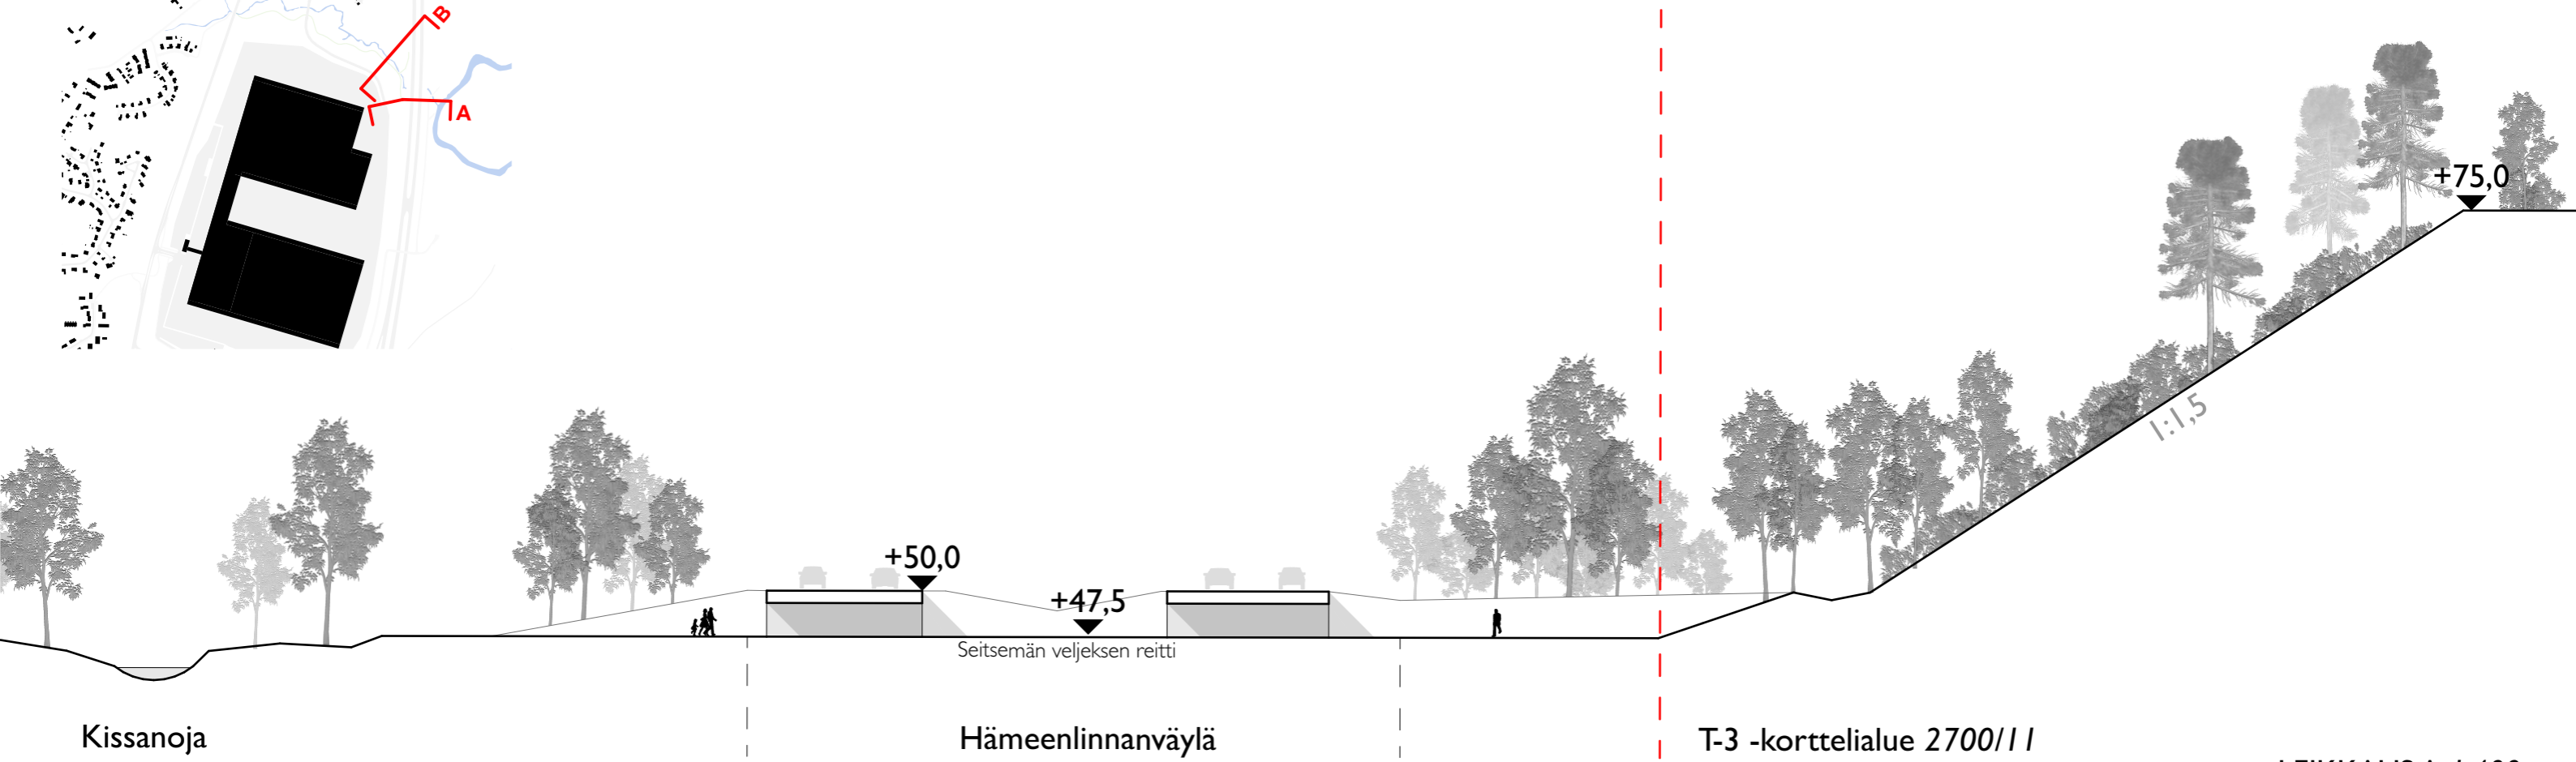 B
A
+75,0
1:1,5
+50,0
+47,5
Seitsemän veljeksen reitti
Kissanoja
Hämeenlinnanväylä
T-3 -korttelialue 2700/11